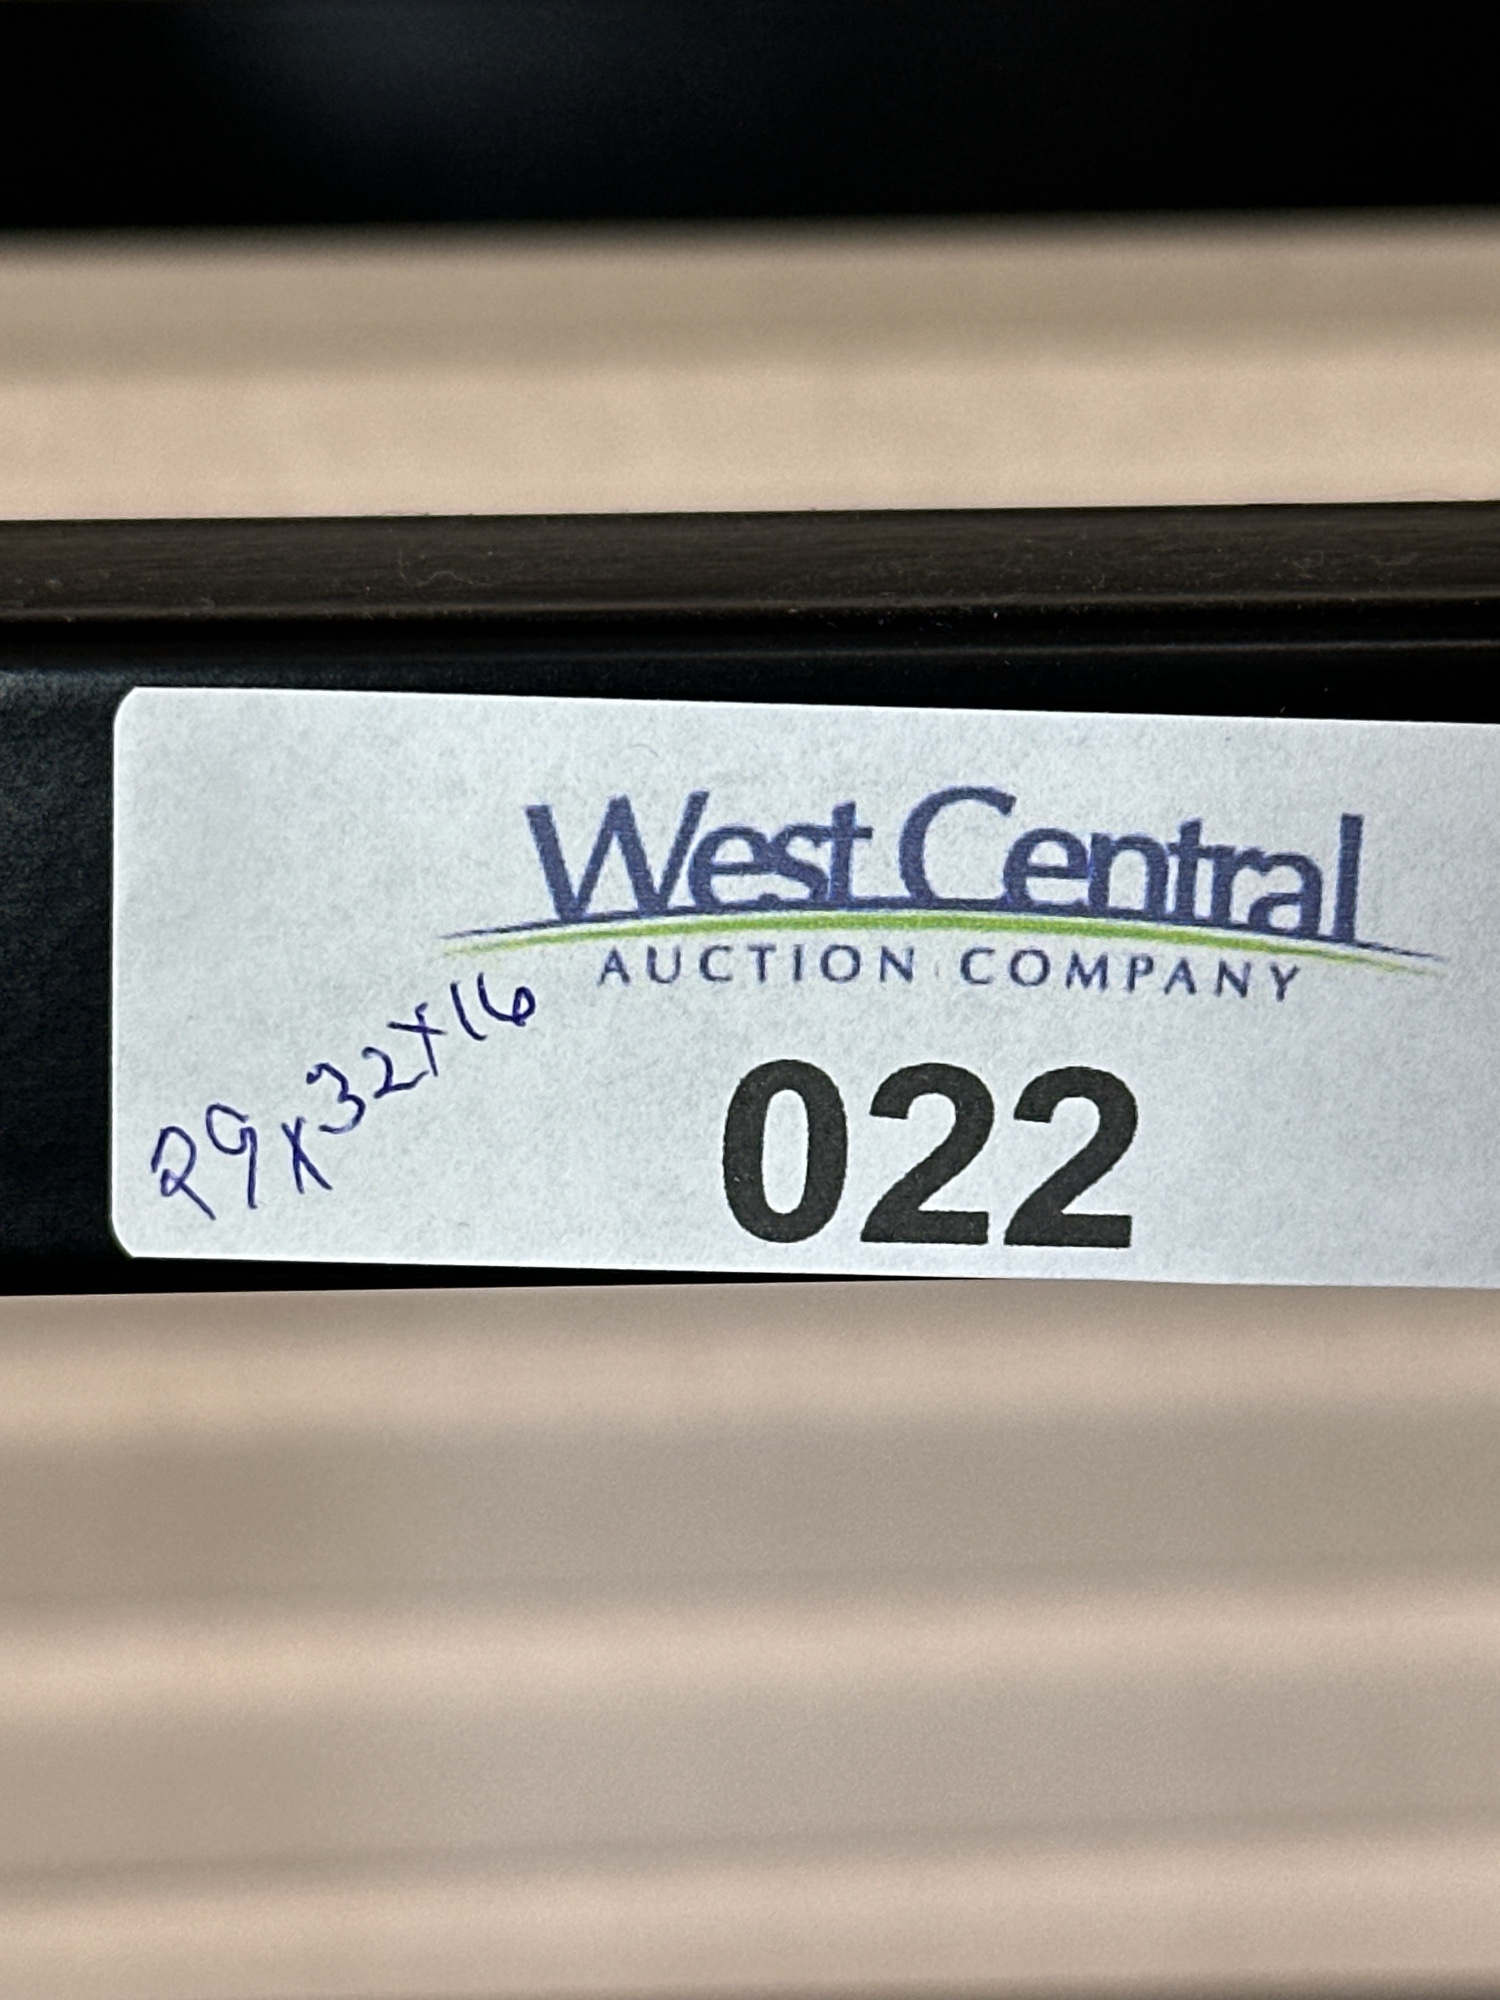 West Central
AUCTION COMPANY
29x32x16
022